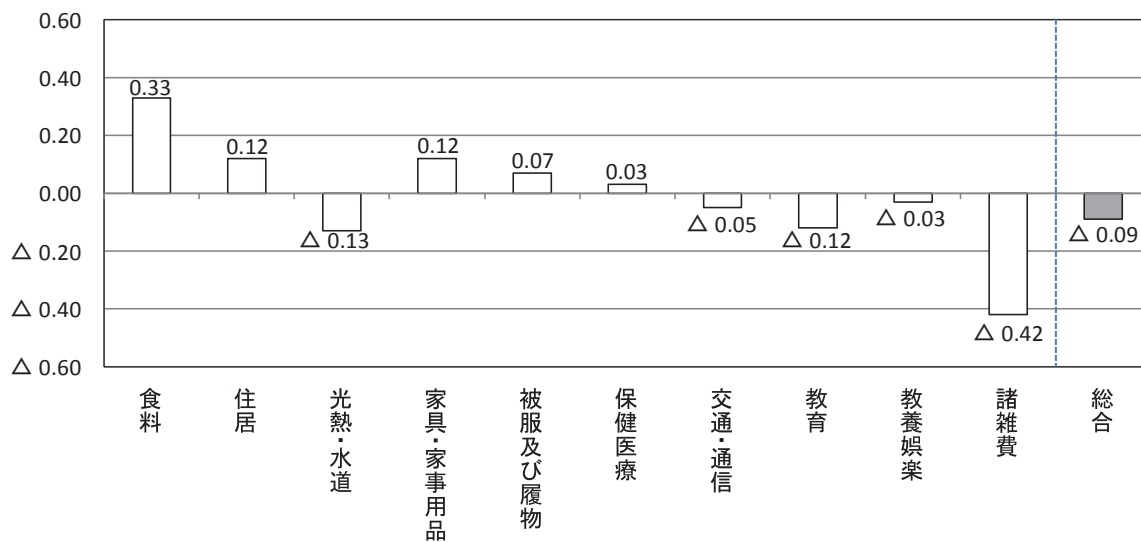 0.60
0.40
0.20
0.00
△ 0.20
△ 0.40
△ 0.60
0.33
0.12
△ 0.13
0.12
0.07
0.03
△ 0.05
△ 0.12
△ 0.03
△ 0.42
△ 0.09
食料
住居
光熱・水道
家具・家事用品
被服及び履物
保健医療
交通・通信
教育
教養娯楽
諸雑費
総合